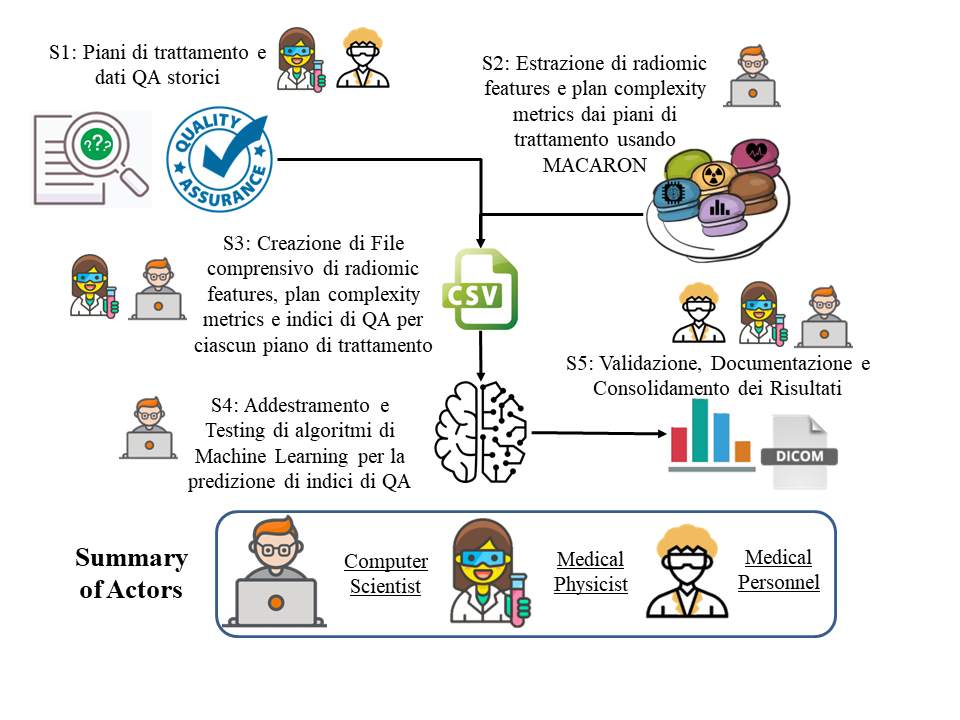 S1: Piani di trattamento e
dati QA storici
???
QUALITY
ASSURANCE
S2: Estrazione di radiomic
features e plan complexity
metrics dai piani di
trattamento usando
MACARON
S3: Creazione di File
comprensivo di radiomic
features, plan complexity
metrics e indici di QA per
ciascun piano di trattamento
CSV
S5: Validazione, Documentazione e
Consolidamento dei Risultati
S4: Addestramento e
Testing di algoritmi di
Machine Learning per la
predizione di indici di QA
DICOM
Summary
of Actors
Computer
Scientist
Medical
Physicist
Medical
Personnel